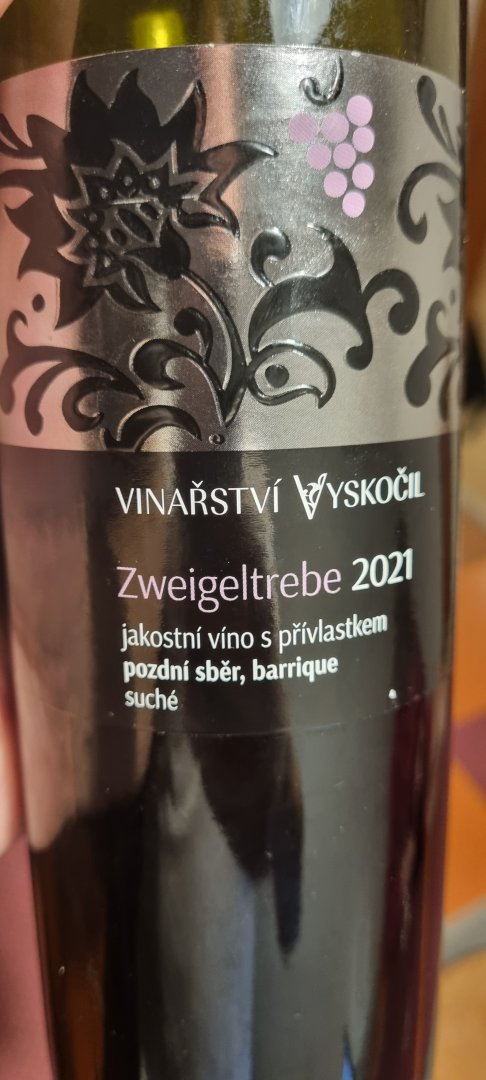 VINAŘSTVÍ VYSKOČIL
Zweigeltrebe 2021
jakostní víno s přívlastkem
pozdní sběr, barrique
suché